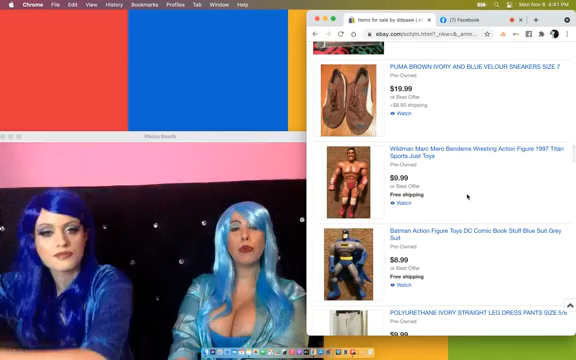 Chrome File Edit View History Bookmarks Profiles Tab Window Help
Mon Nov 8 4:41 PM
Items for sale by ddpaaw
(4) Facebook
ebay.com/sch/m.html?_nkw=&_armr...
PUMA BROWN IVORY AND BLUE VELOUR SNEAKERS SIZE 7
Pre-Owned
$19.99
or Best Offer
+$8.80 shipping
Watch
Photo Booth
Wildman Marc Mero Bendems Wresting Action Figure 1997 Titan
Sports Just Toys
Pre-Owned
$9.99
or Best Offer
Free shipping
Watch
Batman Action Figure Toys DC Comic Book Stuff Blue Suit Grey
Suit
Pre-Owned
$8.99
or Best Offer
Free shipping
Watch
POLYURETHANE IVORY STRAIGHT LEG DRESS PANTS SIZE 5/6
Pre-Owned
$9.99